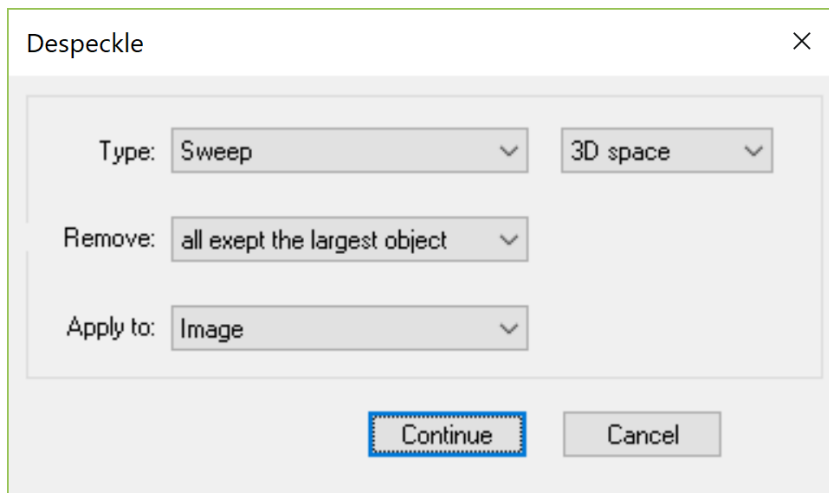 Despeckle
Type: Sweep 3D space
Remove: all exept the largest object
Apply to: Image
Continue Cancel